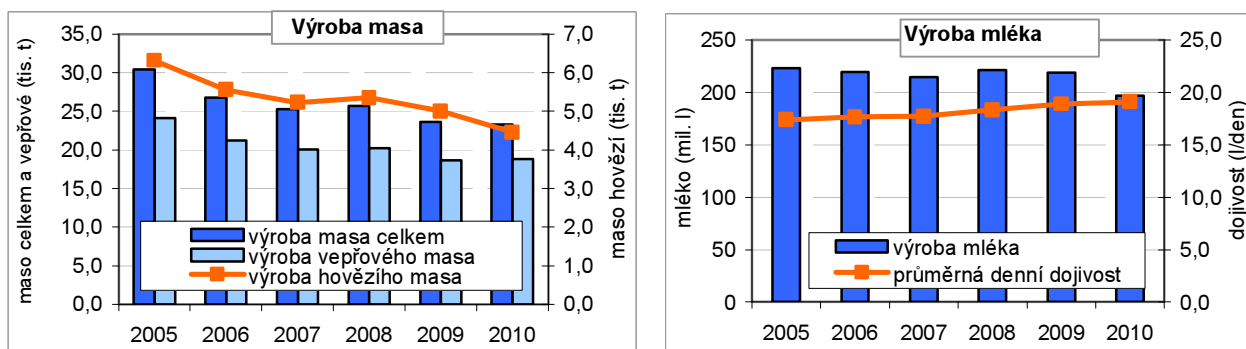 Výroba masa
maso celkem a vepřové (tis. t)
35,0
30,0
25,0
20,0
15,0
10,0
5,0
0,0
7,0
6,0
5,0
4,0
3,0
2,0
1,0
0,0
maso hovězí (tis. t)
výroba masa celkem
výroba vepřového masa
výroba hovězího masa
2005 2006 2007 2008 2009 2010
Výroba mléka
mléko (mil. l)
250
200
150
100
50
0
25,0
20,0
15,0
10,0
5,0
0,0
dojivost (l/den)
výroba mléka
průměrná denní dojivost
2005 2006 2007 2008 2009 2010